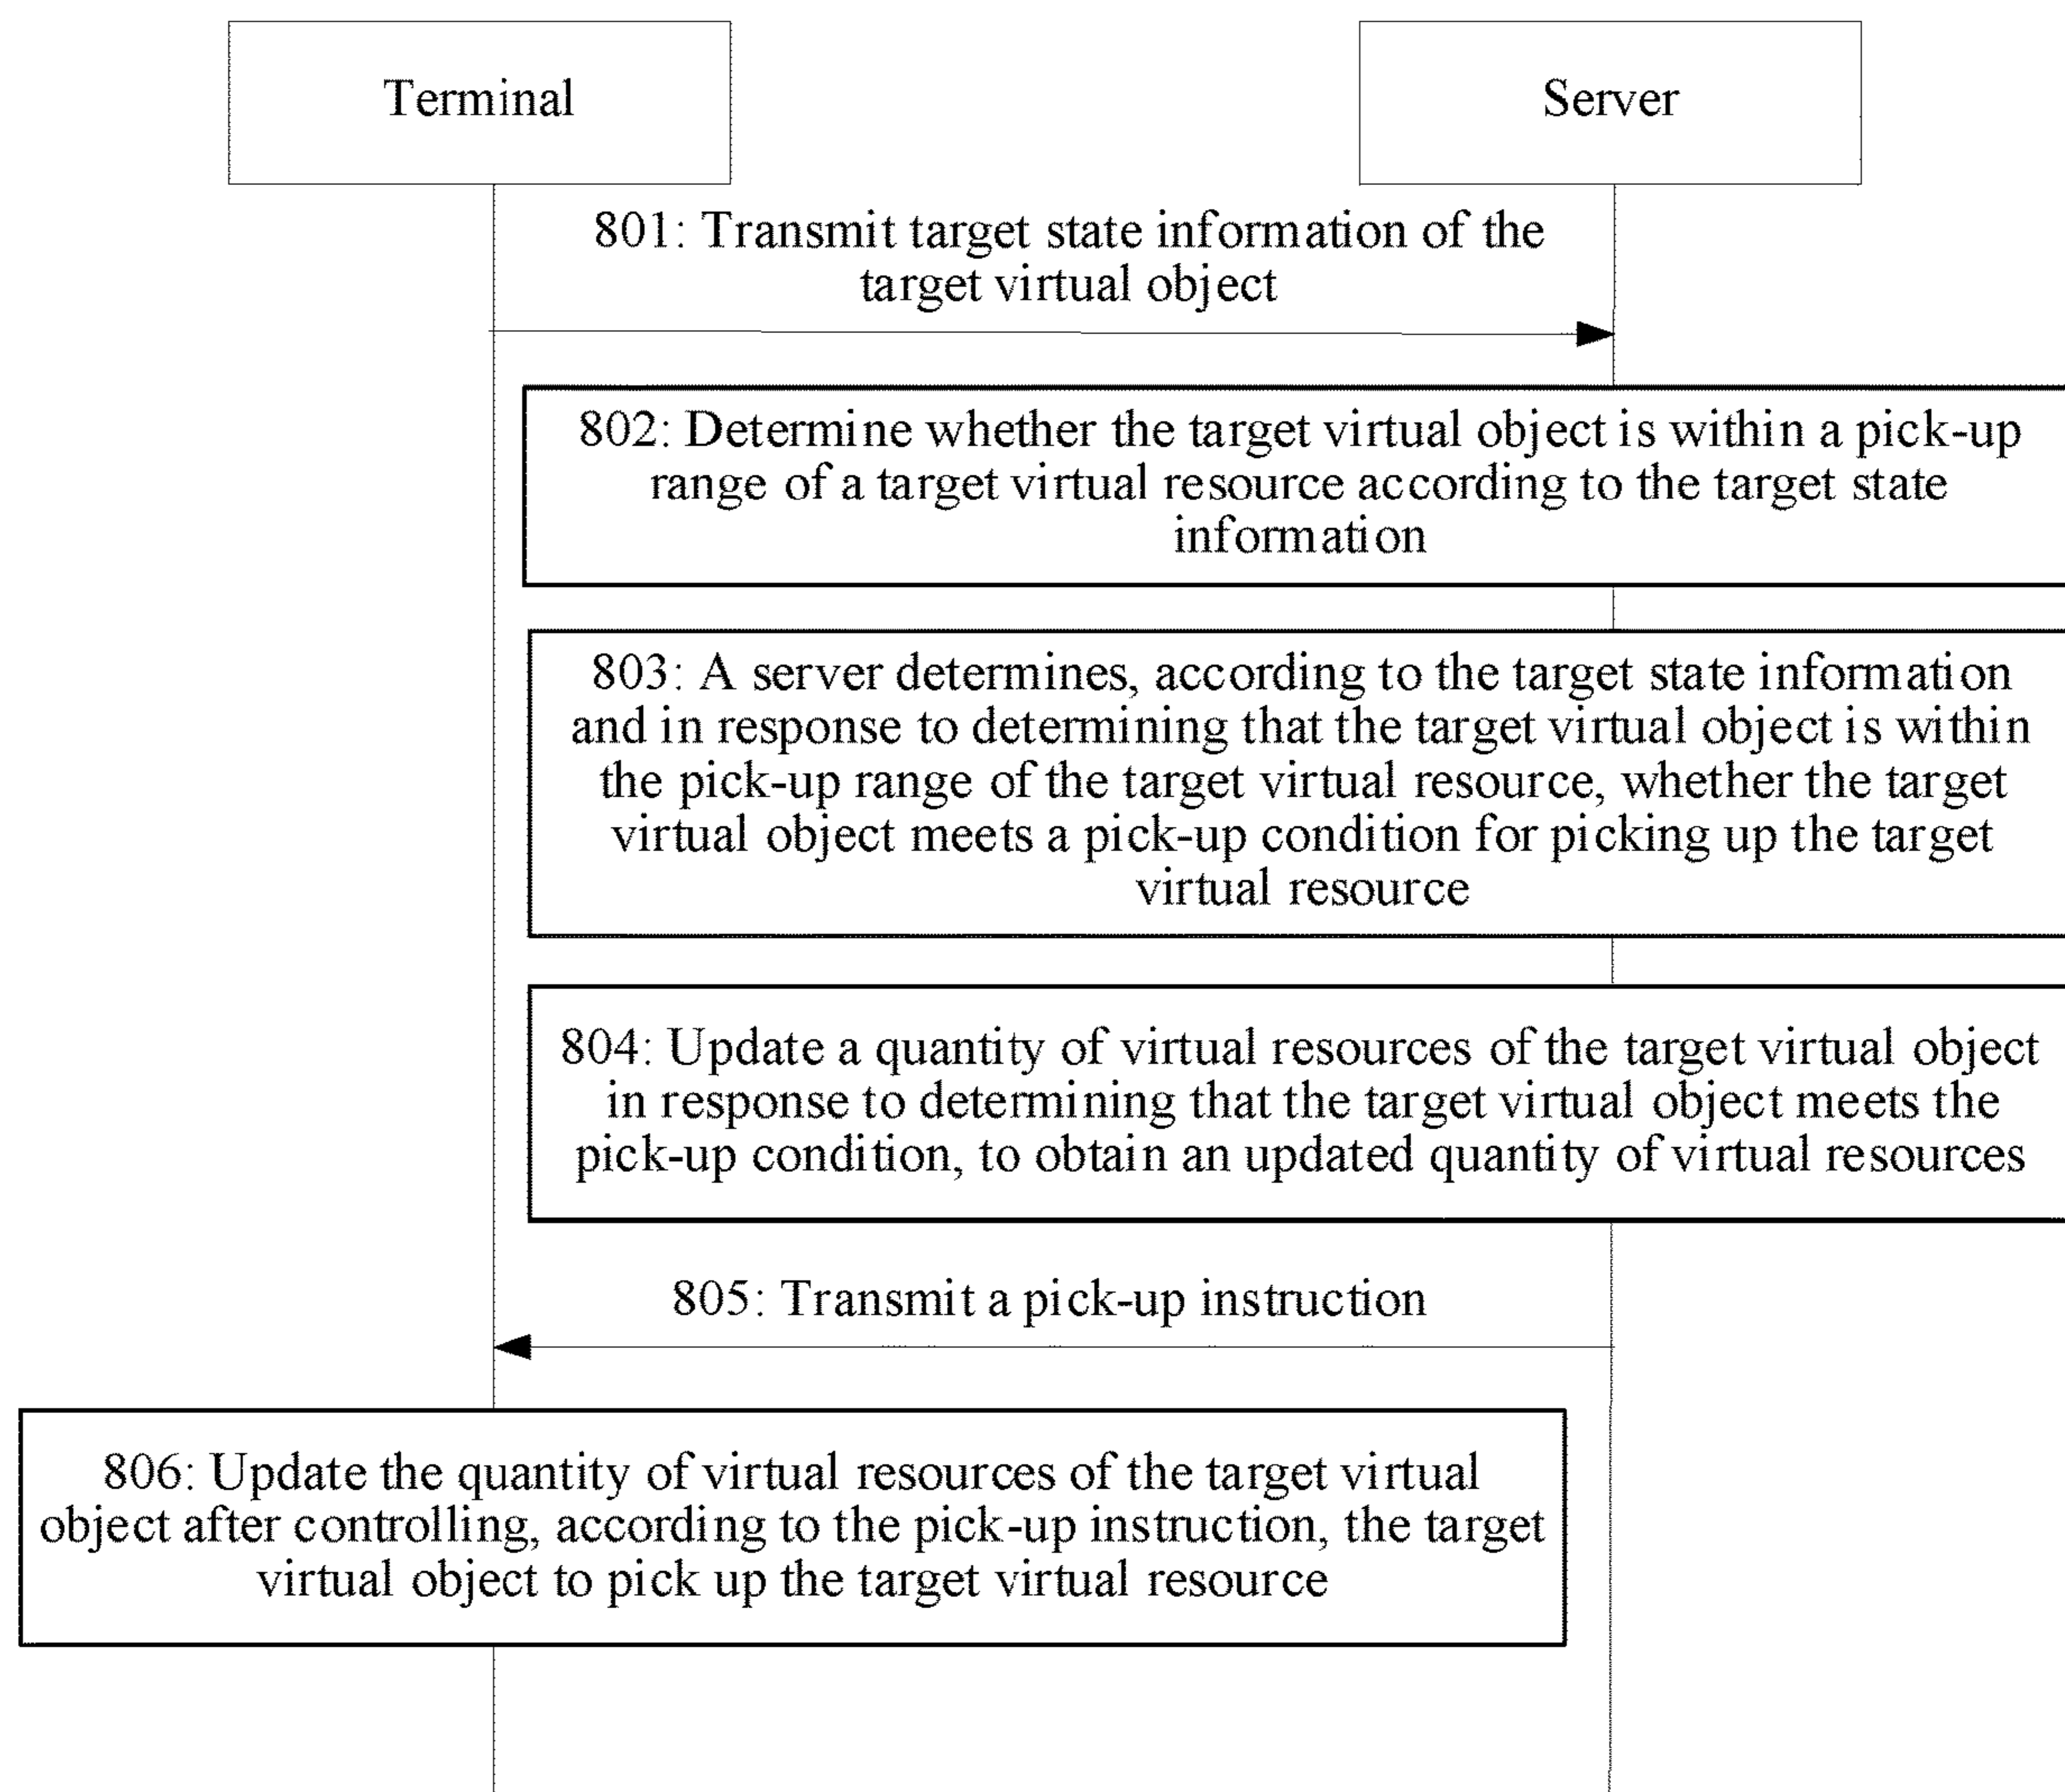 Terminal
Server
801: Transmit target state information of the
target virtual object
802: Determine whether the target virtual object is within a pick-up
range of a target virtual resource according to the target state
information
803: A server determines, according to the target state information
and in response to determining that the target virtual object is within
the pick-up range of the target virtual resource, whether the target
virtual object meets a pick-up condition for picking up the target
virtual resource
804: Update a quantity of virtual resources of the target virtual object
in response to determining that the target virtual object meets the
pick-up condition, to obtain an updated quantity of virtual resources
805: Transmit a pick-up instruction
806: Update the quantity of virtual resources of the target virtual
object after controlling, according to the pick-up instruction, the target
virtual object to pick up the target virtual resource